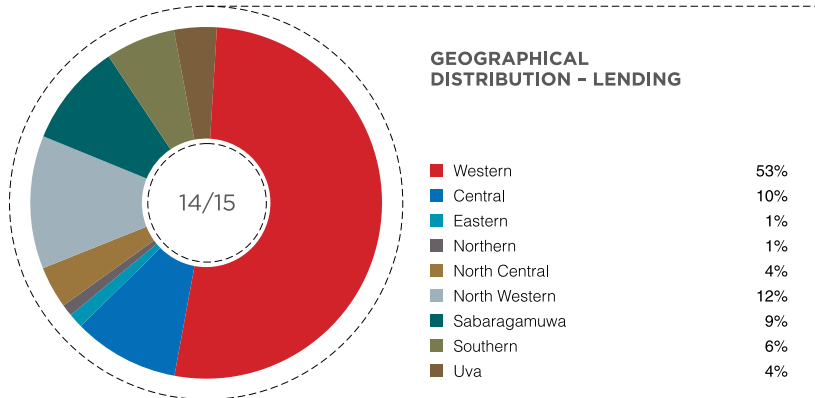 GEOGRAPHICAL
DISTRIBUTION – LENDING
14/15
Western 53%
Central 10%
Eastern 1%
Northern 1%
North Central 4%
North Western 12%
Sabaragamuwa 9%
Southern 6%
Uva 4%